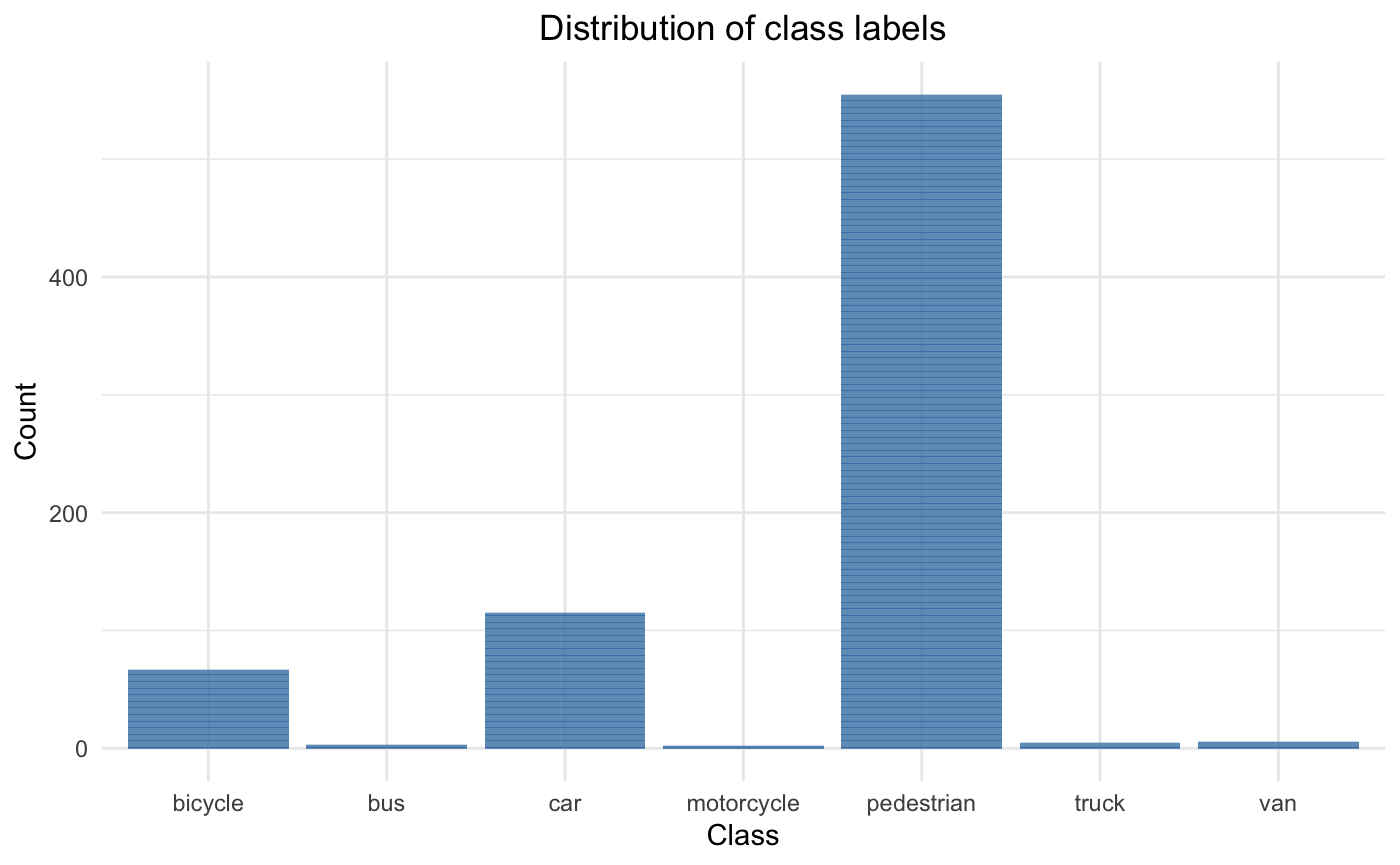 Distribution of class labels
Count
400
200
0
bicycle bus car motorcycle pedestrian truck van
Class